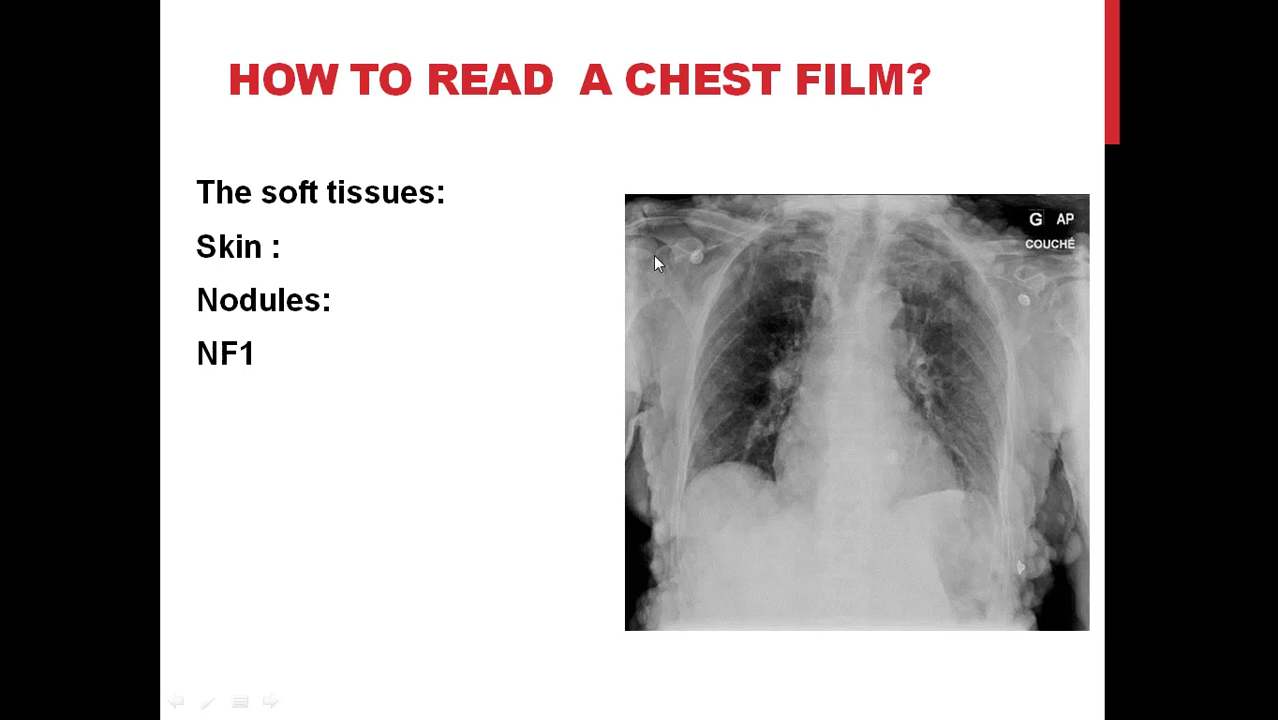 HOW TO READ A CHEST FILM?
The soft tissues:
Skin :
Nodules:
NF1
G AP
COUCHÉ